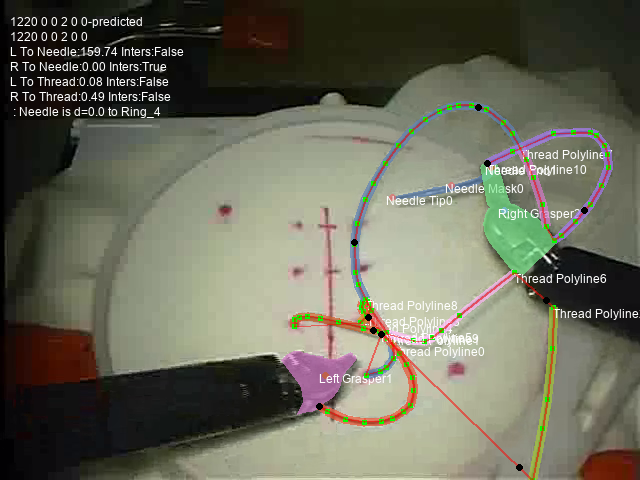 1220 0 0 2 0 0-predicted
1220 0 0 2 0 0
L To Needle:159.74 Inters:False
R To Needle:0.00 Inters:True
L To Thread:0.08 Inters:False
R To Thread:0.49 Inters:False
: Needle is d=0.0 to Ring_4
Thread Polyline7
Thread Polyline10
Needle Mask0
Needle Tip0
Right Grasper2
Thread Polyline6
Thread Polyline8
Thread Polyline
Thread Polyline0
Left Grasper1